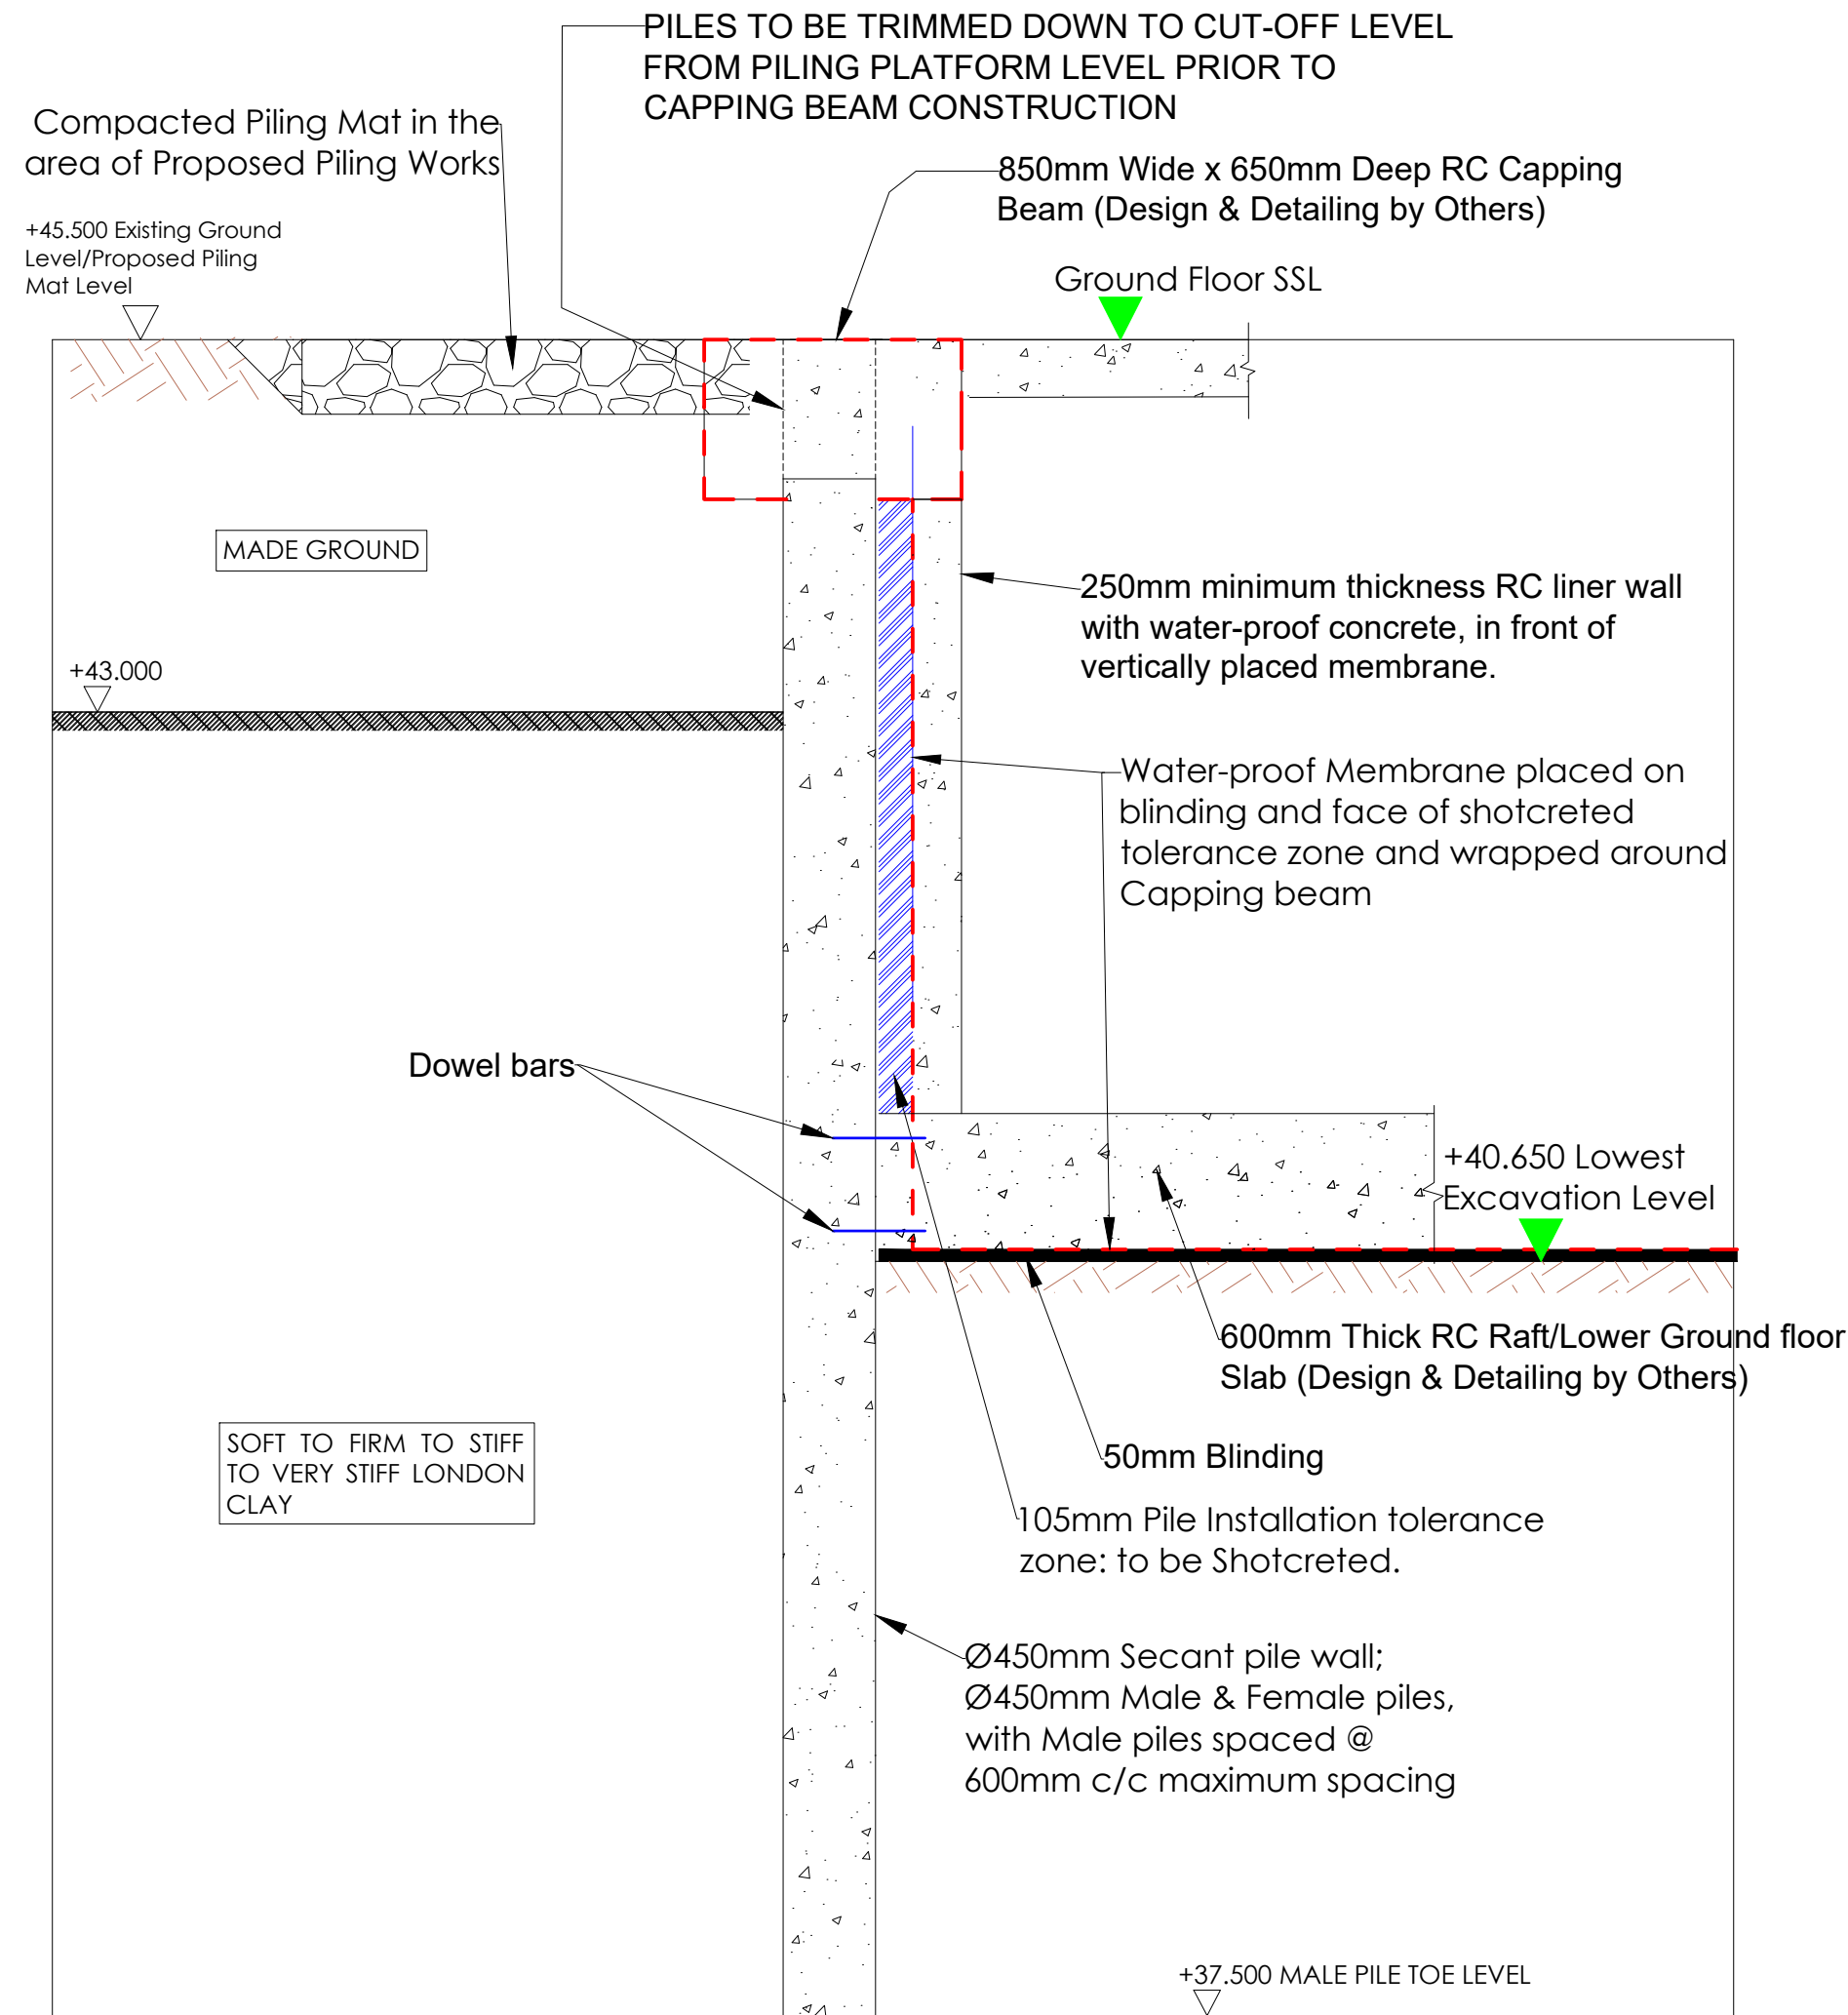 PILES TO BE TRIMMED DOWN TO CUT-OFF LEVEL
FROM PILING PLATFORM LEVEL PRIOR TO
CAPPING BEAM CONSTRUCTION
Compacted Piling Mat in the
area of Proposed Piling Works
850mm Wide x 650mm Deep RC Capping
Beam (Design & Detailing by Others)
+45.500 Existing Ground
Level/Proposed Piling
Mat Level
Ground Floor SSL
MADE GROUND
250mm minimum thickness RC liner wall
with water-proof concrete, in front of
vertically placed membrane.
+43.000
Water-proof Membrane placed on
blinding and face of shotcreted
tolerance zone and wrapped around
Capping beam
Dowel bars
+40.650 Lowest
Excavation Level
600mm Thick RC Raft/Lower Ground floor
Slab (Design & Detailing by Others)
SOFT TO FIRM TO STIFF
TO VERY STIFF LONDON
CLAY
50mm Blinding
105mm Pile Installation tolerance
zone: to be Shotcreted.
Ø450mm Secant pile wall;
Ø450mm Male & Female piles,
with Male piles spaced @
600mm c/c maximum spacing
+37.500 MALE PILE TOE LEVEL